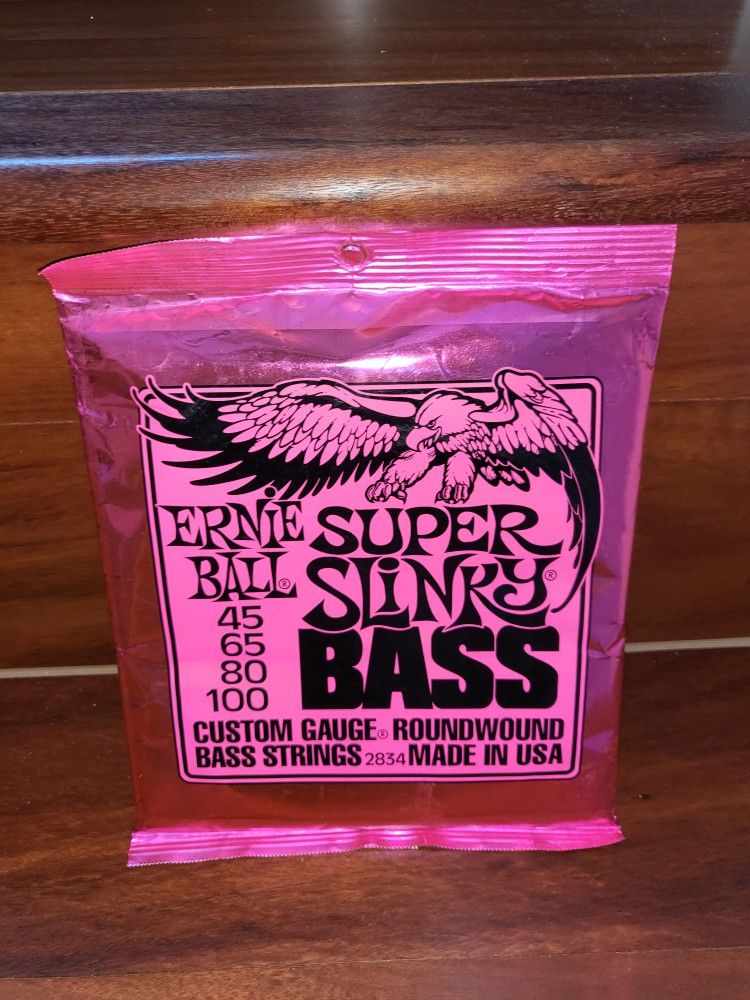 ERNiE
BALL®
45
65
80
100
SUPER
SLiNKY®
BASS
CUSTOM GAUGE® ROUNDWOUND
BASS STRINGS 2834 MADE IN USA